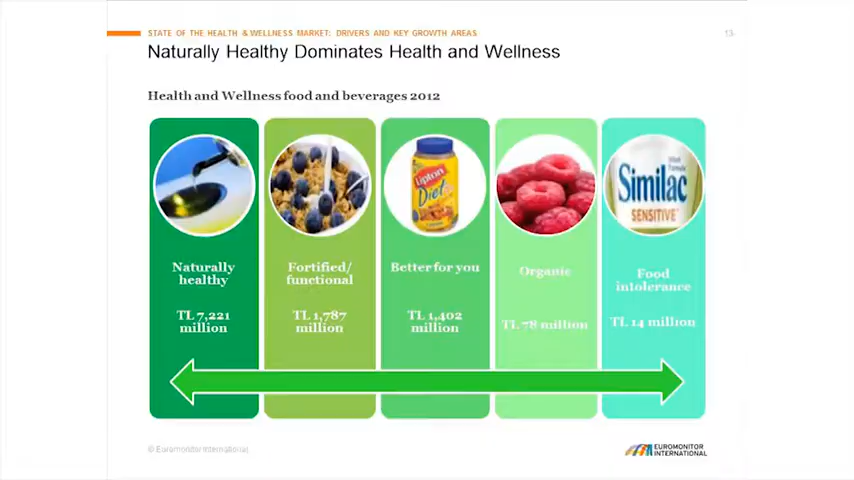 STATE OF THE HEALTH & WELLNESS MARKET: DRIVERS AND KEY GROWTH AREAS
13
Naturally Healthy Dominates Health and Wellness
Health and Wellness food and beverages 2012
Lipton
Diet
Similac
SENSITIVE
Naturally
healthy
Fortified/
functional
Better for you
Organic
Food
intolerance
TL 7,221
million
TL 1,787
million
TL 1,402
million
TL 78 million
TL 14 million
© Euromonitor International
EUROMONITOR
INTERNATIONAL